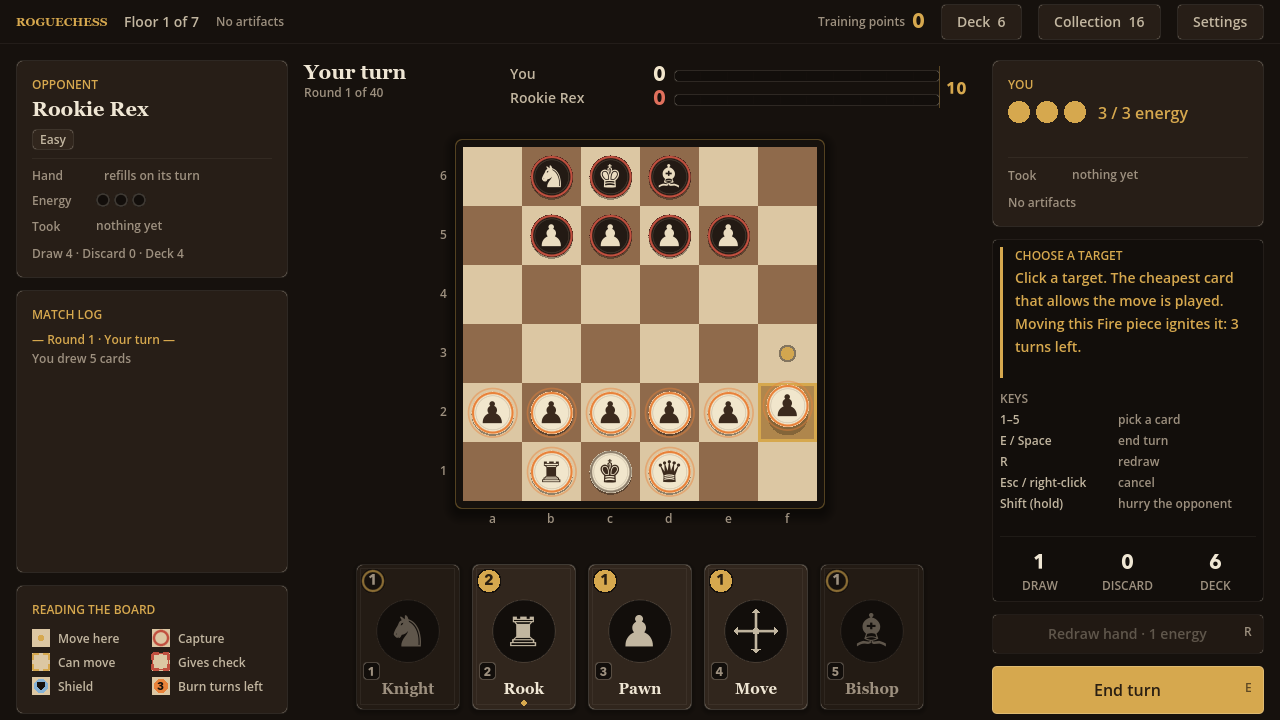 ROGUECHESS
Floor 1 of 7
No artifacts
Training points 0
Deck 6
Collection 16
Settings
OPPONENT
Rookie Rex
Easy
Hand refills on its turn
Energy
Took nothing yet
Draw 4 · Discard 0 · Deck 4
MATCH LOG
— Round 1 · Your turn —
You drew 5 cards
READING THE BOARD
Move here
Capture
Can move
Gives check
Shield
3 Burn turns left
Your turn
Round 1 of 40
You 0
Rookie Rex 0
10
6
5
4
3
2
1
a b c d e f
1
1 Knight
2
2 Rook
1
3 Pawn
1
4 Move
1
5 Bishop
YOU
3 / 3 energy
Took nothing yet
No artifacts
CHOOSE A TARGET
Click a target. The cheapest card
that allows the move is played.
Moving this Fire piece ignites it: 3
turns left.
KEYS
1–5 pick a card
E / Space end turn
R redraw
Esc / right-click cancel
Shift (hold) hurry the opponent
1 0 6
DRAW DISCARD DECK
Redraw hand · 1 energy R
End turn E